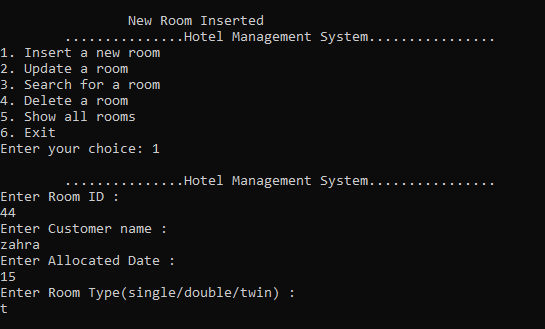 New Room Inserted
...............Hotel Management System................
1. Insert a new room
2. Update a room
3. Search for a room
4. Delete a room
5. Show all rooms
6. Exit
Enter your choice: 1
...............Hotel Management System................
Enter Room ID :
44
Enter Customer name :
zahra
Enter Allocated Date :
15
Enter Room Type(single/double/twin) :
t